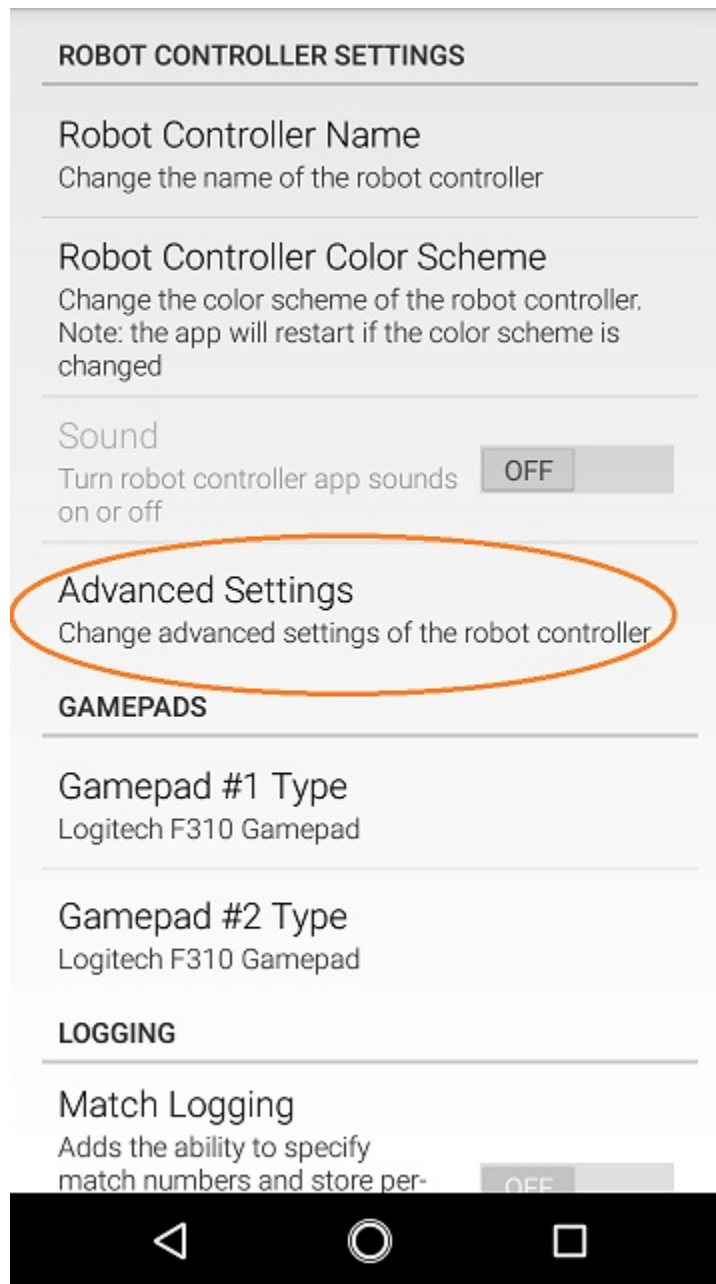 ROBOT CONTROLLER SETTINGS
Robot Controller Name
Change the name of the robot controller
Robot Controller Color Scheme
Change the color scheme of the robot controller.
Note: the app will restart if the color scheme is
changed
Sound
Turn robot controller app sounds
on or off
OFF
Advanced Settings
Change advanced settings of the robot controller
GAMEPADS
Gamepad #1 Type
Logitech F310 Gamepad
Gamepad #2 Type
Logitech F310 Gamepad
LOGGING
Match Logging
Adds the ability to specify
match numbers and store per-
OFF